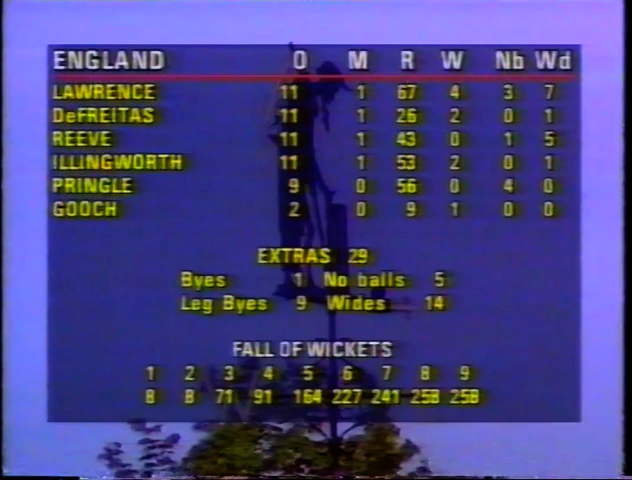 ENGLAND O M R W Nb Wd
LAWRENCE 11 1 67 4 3 7
DeFREITAS 11 1 26 2 0 1
REEVE 11 1 43 0 1 5
ILLINGWORTH 11 1 53 2 0 1
PRINGLE 9 0 56 0 4 0
GOOCH 2 0 9 1 0 0
EXTRAS 29
Byes 1 No balls 5
Leg Byes 9 Wides 14
FALL OF WICKETS
1 2 3 4 5 6 7 8 9
8 8 71 91 164 227 241 258 258